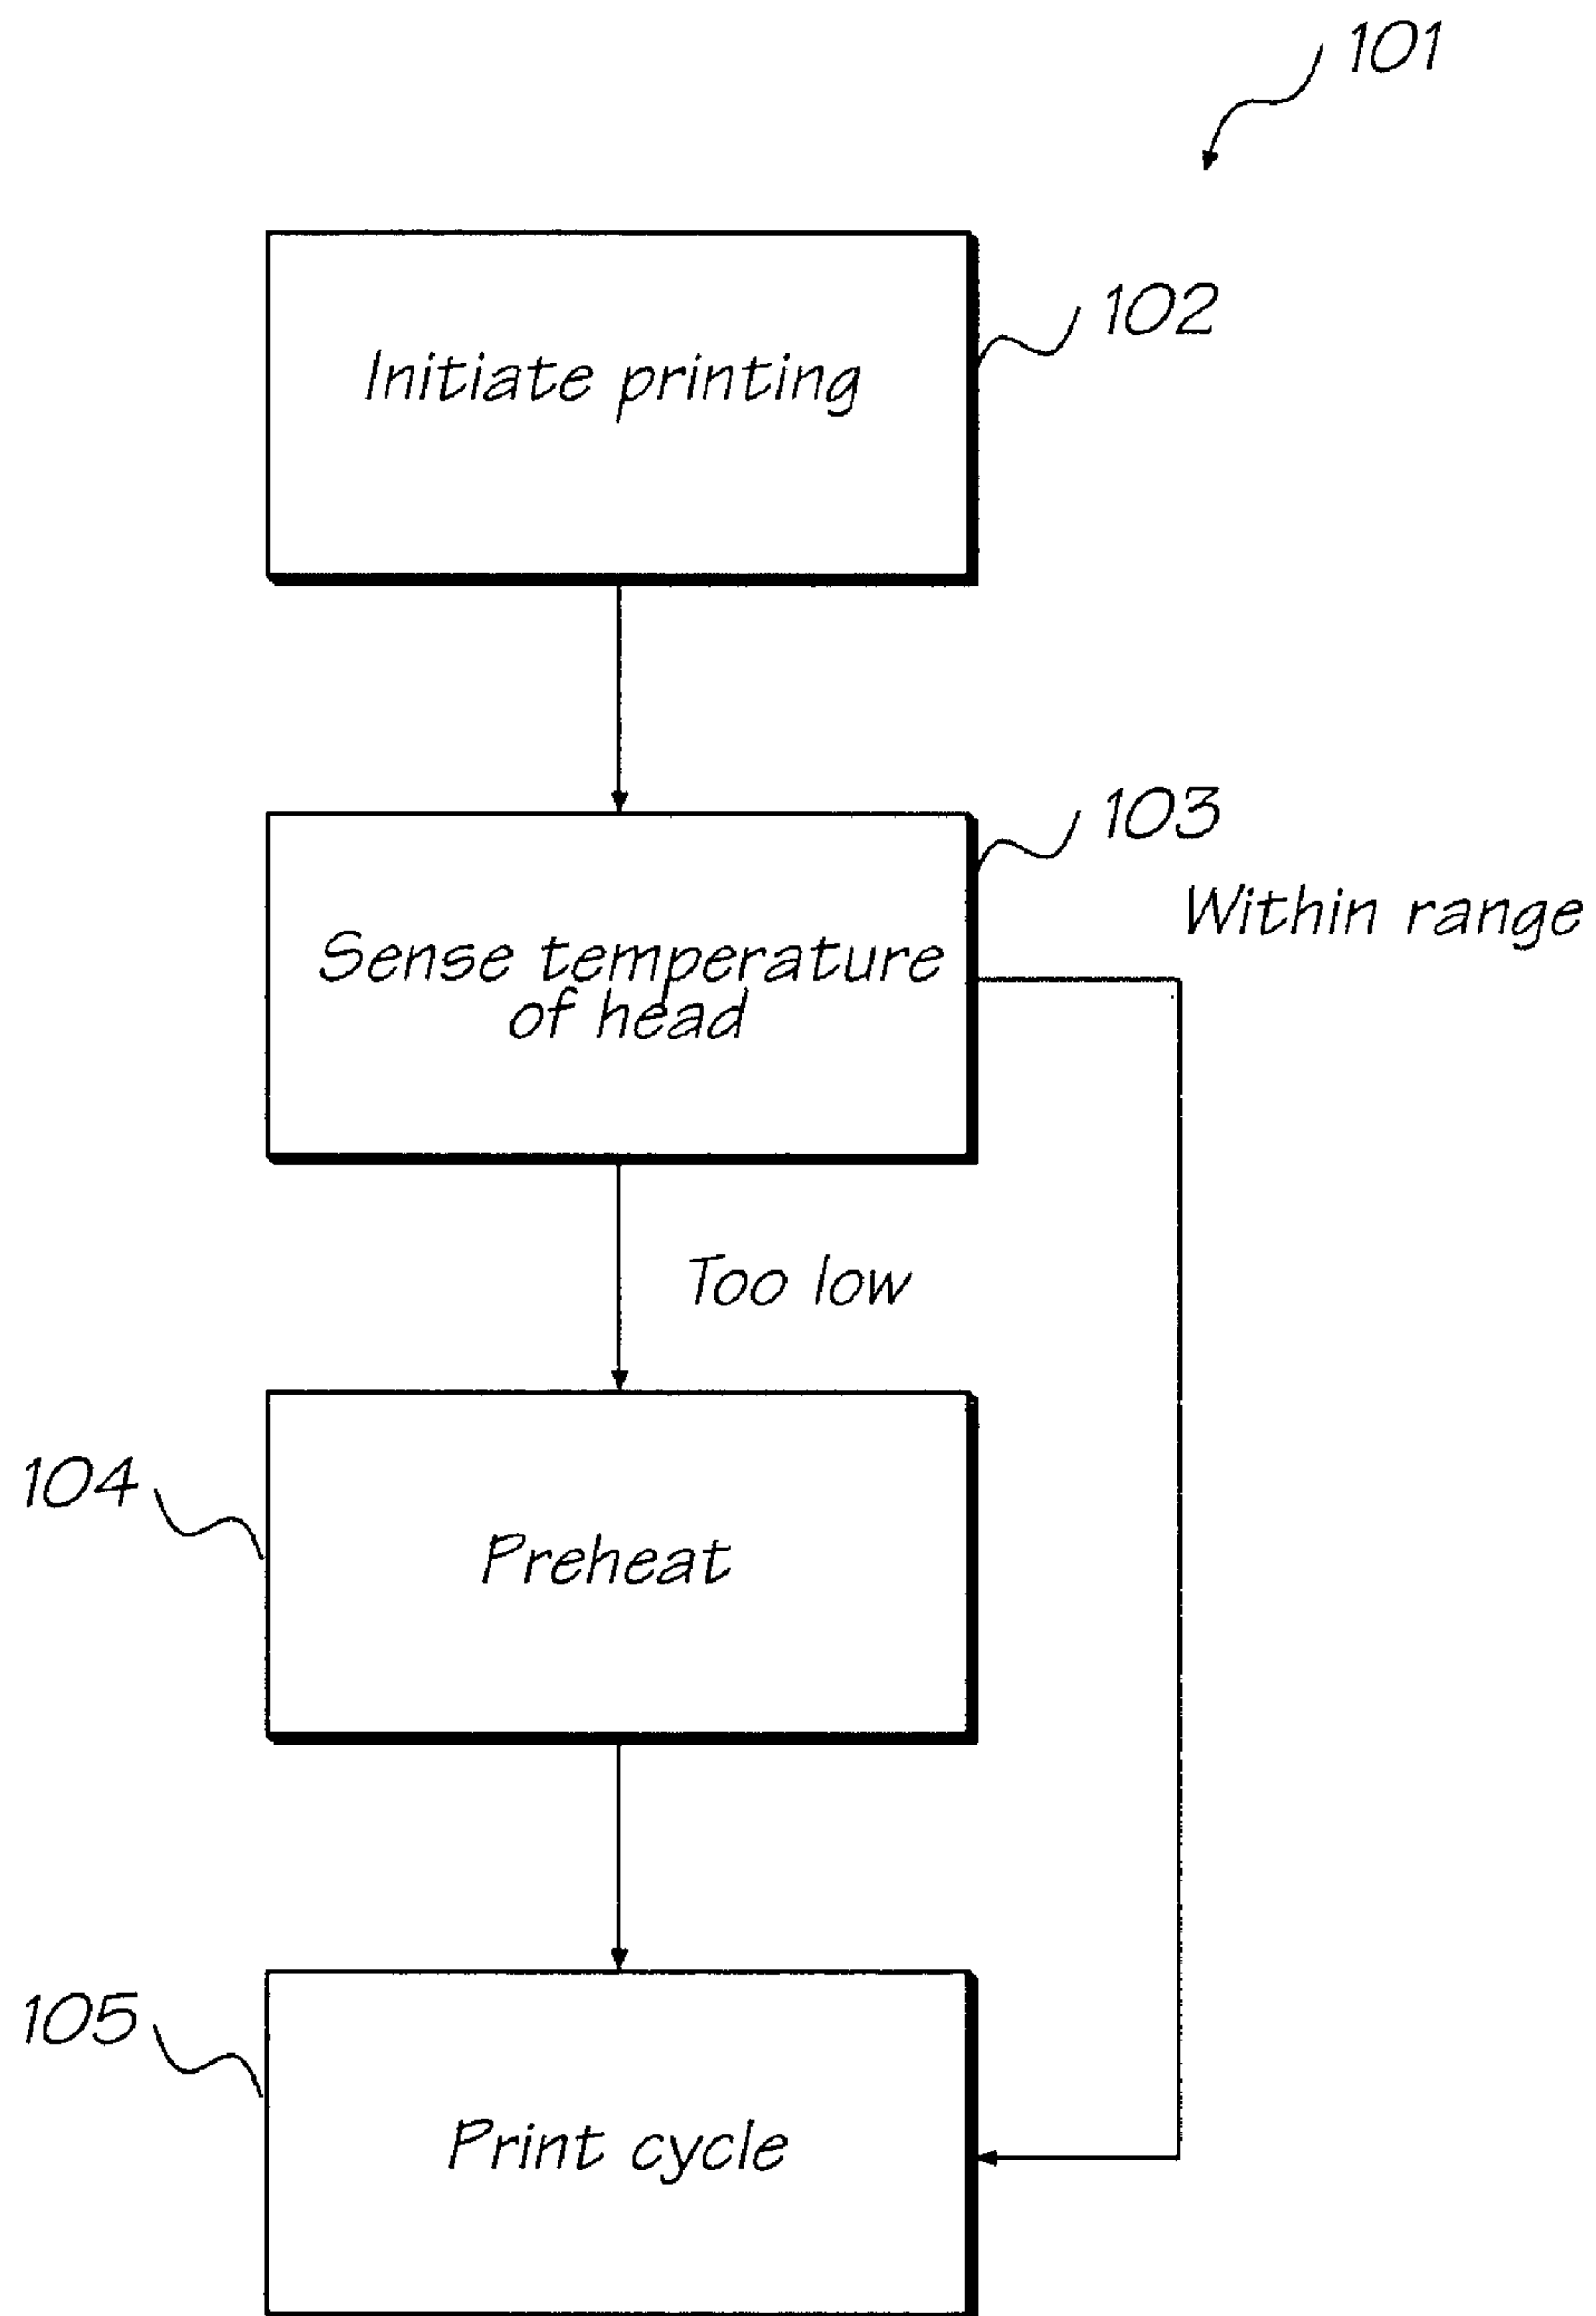 101
Initiate printing
102
103
Within range
Sense temperature
of head
Too low
104
Preheat
105
Print cycle